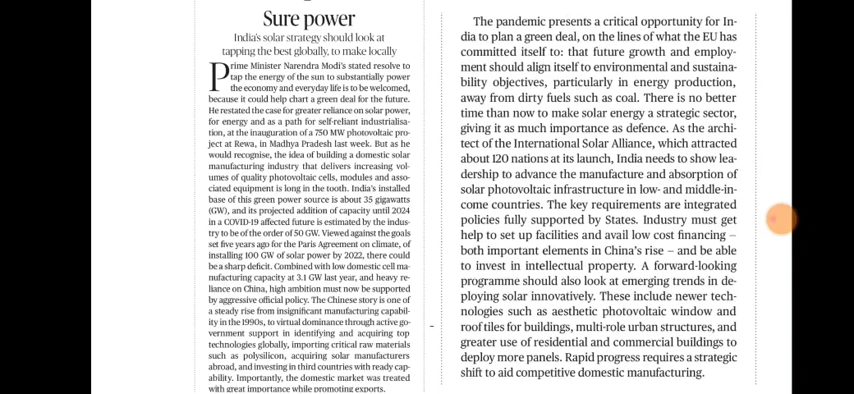 Sure power
India's solar strategy should look at
tapping the best globally, to make locally
Prime Minister Narendra Modi's stated resolve to
tap the energy of the sun to substantially power
the economy and everyday life is to be welcomed,
because it could help chart a green deal for the future.
He restated the case for greater reliance on solar power,
for energy and as a path for self-reliant industrialisa-
tion, at the inauguration of a 750 MW photovoltaic pro-
ject at Rewa, in Madhya Pradesh last week. But as he
would recognise, the idea of building a domestic solar
manufacturing industry that delivers increasing vol-
umes of quality photovoltaic cells, modules and asso-
ciated equipment is long in the tooth. India's installed
base of this green power source is about 35 gigawatts
(GW), and its projected addition of capacity until 2024
in a COVID-19 affected future is estimated by the indus-
try to be of the order of 50 GW. Viewed against the goals
set five years ago for the Paris Agreement on climate, of
installing 100 GW of solar power by 2022, there could
be a sharp deficit. Combined with low domestic cell ma-
nufacturing capacity at 3.1 GW last year, and heavy re-
liance on China, high ambition must now be supported
by aggressive official policy. The Chinese story is one of
a steady rise from insignificant manufacturing capabil-
ity in the 1990s, to virtual dominance through active go-
vernment support in identifying and acquiring top
technologies globally, importing critical raw materials
such as polysilicon, acquiring solar manufacturers
abroad, and investing in third countries with ready cap-
ability. Importantly, the domestic market was treated
with great importance while promoting exports.
The pandemic presents a critical opportunity for In-
dia to plan a green deal, on the lines of what the EU has
committed itself to: that future growth and employ-
ment should align itself to environmental and sustaina-
bility objectives, particularly in energy production,
away from dirty fuels such as coal. There is no better
time than now to make solar energy a strategic sector,
giving it as much importance as defence. As the archi-
tect of the International Solar Alliance, which attracted
about 120 nations at its launch, India needs to show lea-
dership to advance the manufacture and absorption of
solar photovoltaic infrastructure in low- and middle-in-
come countries. The key requirements are integrated
policies fully supported by States. Industry must get
help to set up facilities and avail low cost financing –
both important elements in China's rise – and be able
to invest in intellectual property. A forward-looking
programme should also look at emerging trends in de-
ploying solar innovatively. These include newer tech-
nologies such as aesthetic photovoltaic window and
roof tiles for buildings, multi-role urban structures, and
greater use of residential and commercial buildings to
deploy more panels. Rapid progress requires a strategic
shift to aid competitive domestic manufacturing.